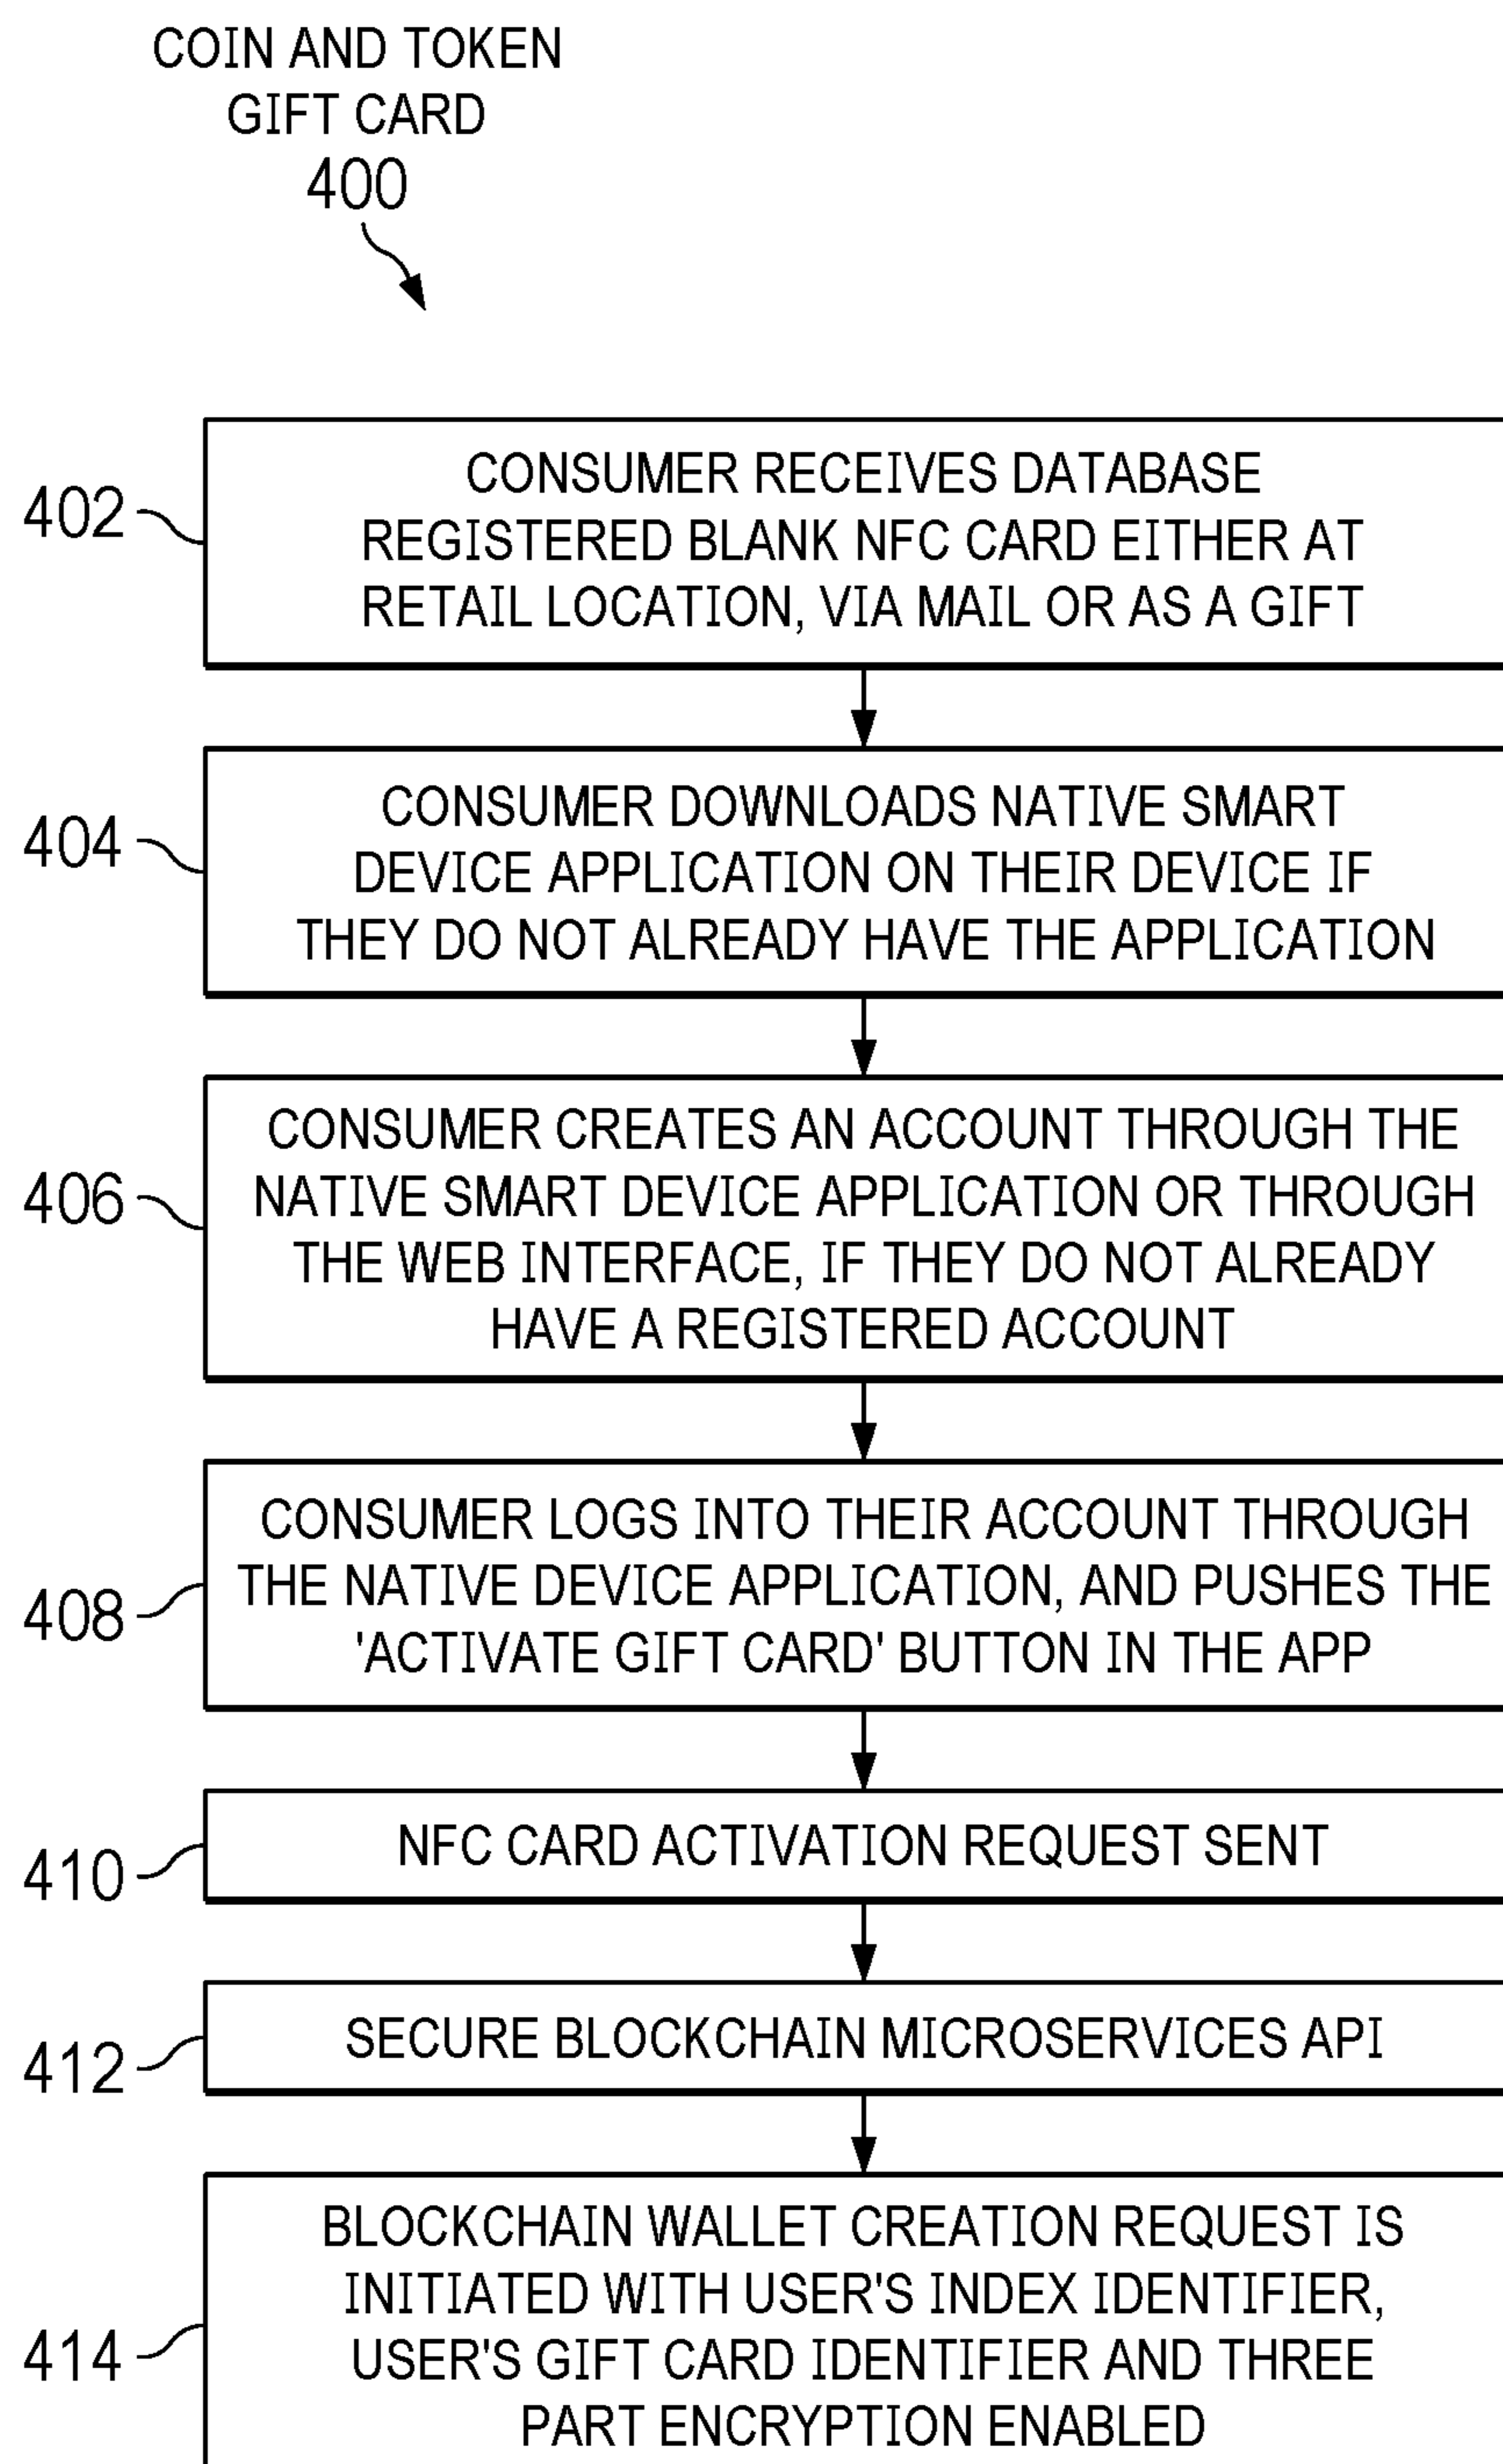 COIN AND TOKEN
GIFT CARD
400
402
CONSUMER RECEIVES DATABASE
REGISTERED BLANK NFC CARD EITHER AT
RETAIL LOCATION, VIA MAIL OR AS A GIFT
404
CONSUMER DOWNLOADS NATIVE SMART
DEVICE APPLICATION ON THEIR DEVICE IF
THEY DO NOT ALREADY HAVE THE APPLICATION
406
CONSUMER CREATES AN ACCOUNT THROUGH THE
NATIVE SMART DEVICE APPLICATION OR THROUGH
THE WEB INTERFACE, IF THEY DO NOT ALREADY
HAVE A REGISTERED ACCOUNT
408
CONSUMER LOGS INTO THEIR ACCOUNT THROUGH
THE NATIVE DEVICE APPLICATION, AND PUSHES THE
'ACTIVATE GIFT CARD' BUTTON IN THE APP
410
NFC CARD ACTIVATION REQUEST SENT
412
SECURE BLOCKCHAIN MICROSERVICES API
414
BLOCKCHAIN WALLET CREATION REQUEST IS
INITIATED WITH USER'S INDEX IDENTIFIER,
USER'S GIFT CARD IDENTIFIER AND THREE
PART ENCRYPTION ENABLED